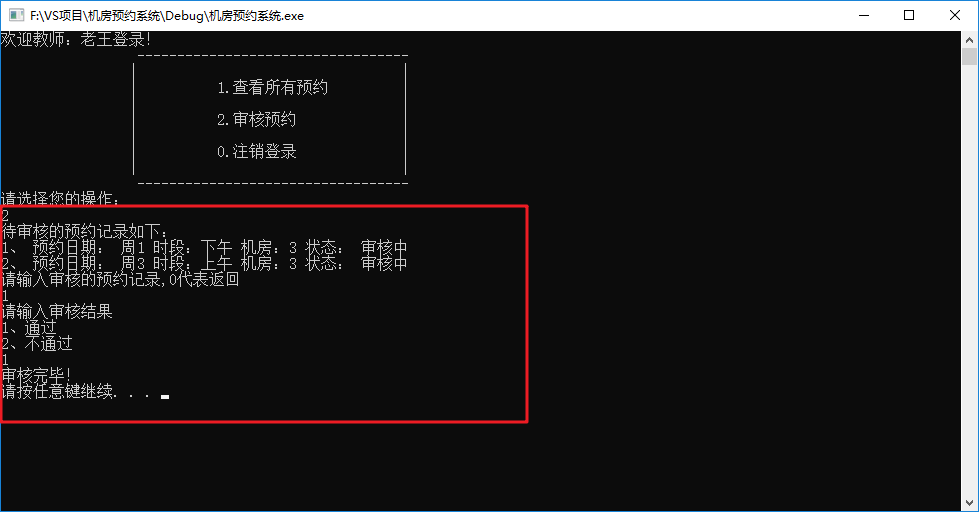 F:\VS项目\机房预约系统\Debug\机房预约系统.exe
欢迎教师：老王登录!
----------------------------------
1.查看所有预约
2.审核预约
0.注销登录
----------------------------------
请选择您的操作：
2
待审核的预约记录如下：
1、 预约日期： 周1 时段：下午 机房：3 状态： 审核中
2、 预约日期： 周3 时段：上午 机房：3 状态： 审核中
请输入审核的预约记录,0代表返回
1
请输入审核结果
1、通过
2、不通过
1
审核完毕!
请按任意键继续. . .